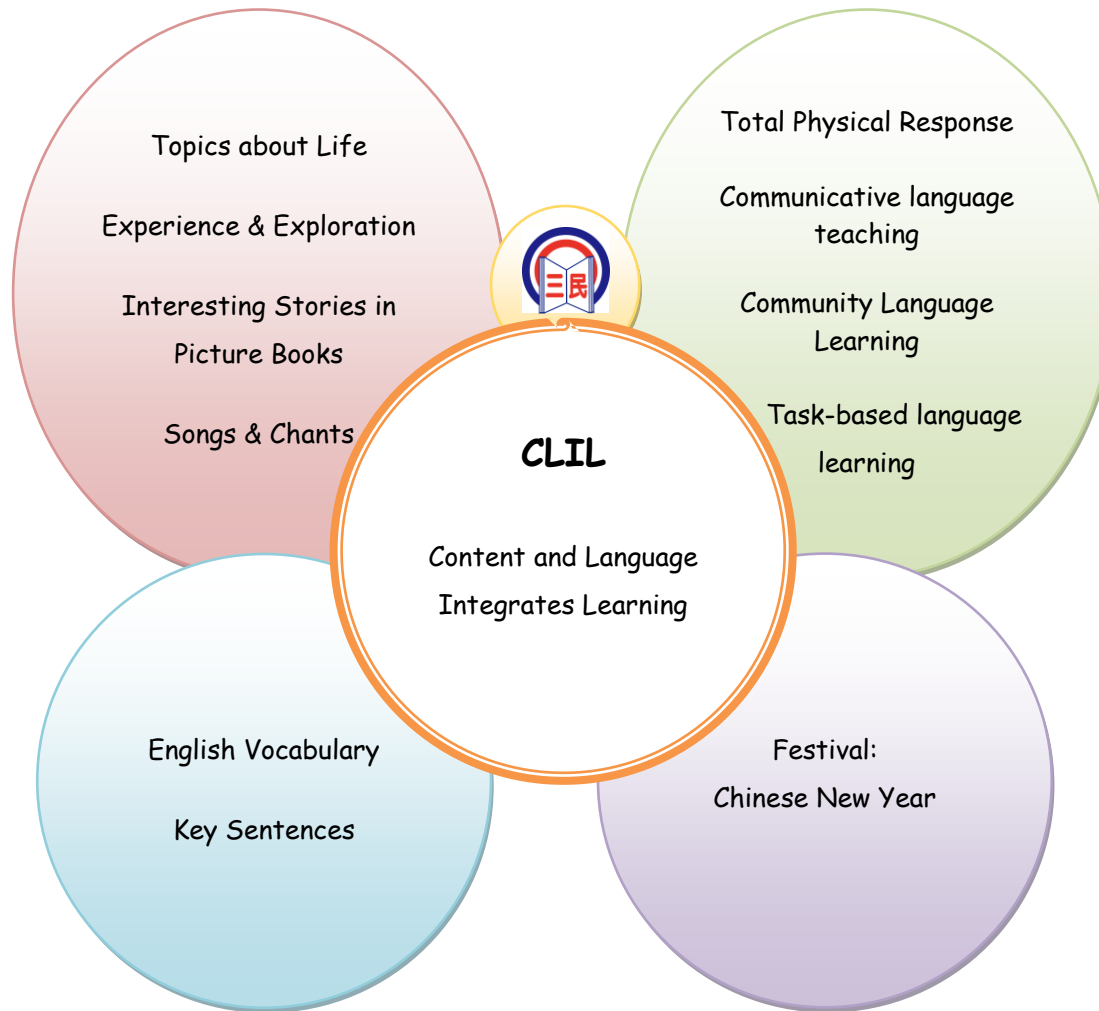 Topics about Life
Experience & Exploration
Interesting Stories in
Picture Books
Songs & Chants
Total Physical Response
Communicative language
teaching
Community Language
Learning
Task-based language
learning
三民
CLIL
Content and Language
Integrates Learning
English Vocabulary
Key Sentences
Festival:
Chinese New Year